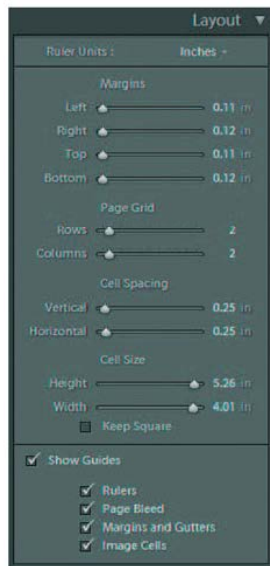 Layout ▼
Ruler Units : Inches
Margins
Left 0.11 in
Right 0.12 in
Top 0.11 in
Bottom 0.12 in
Page Grid
Rows 2
Columns 2
Cell Spacing
Vertical 0.25 in
Horizontal 0.25 in
Cell Size
Height 5.26 in
Width 4.01 in
Keep Square
Show Guides
Rulers
Page Bleed
Margins and Gutters
Image Cells